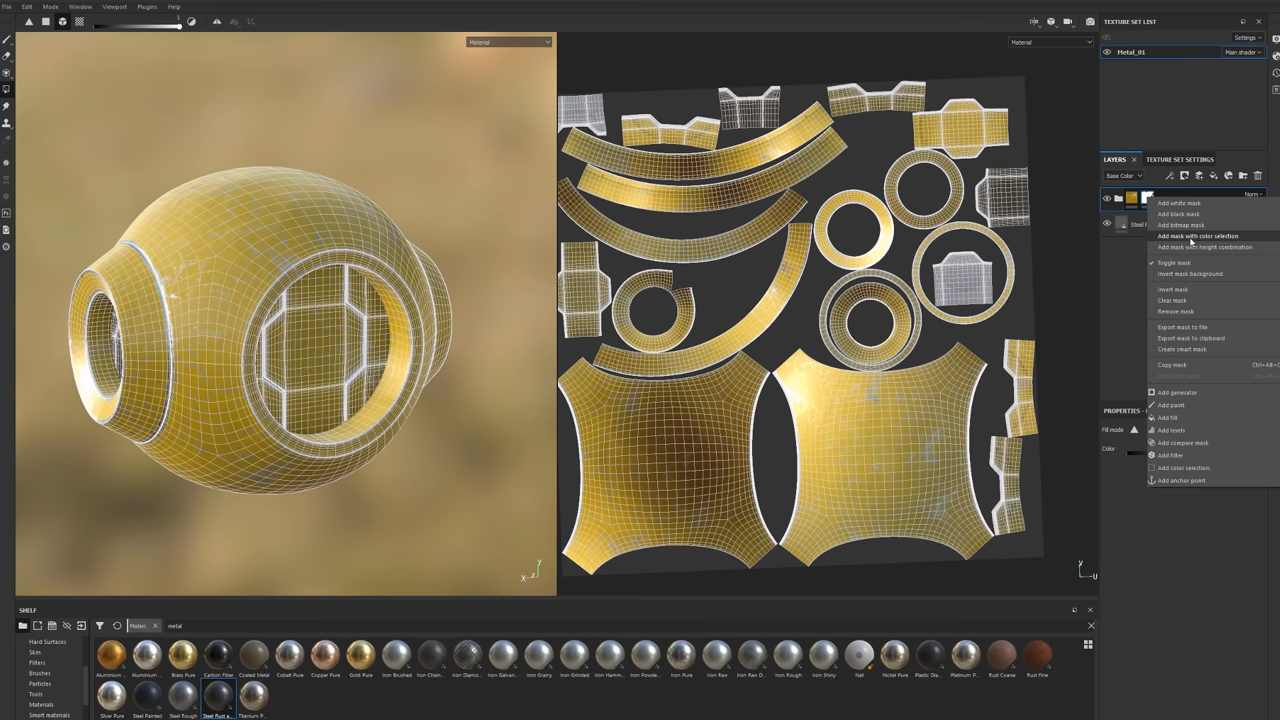 File Edit Mode Window Viewport Plugins Help
Material
Material
X Y
Y U
TEXTURE SET LIST
Settings
Metal_01
Main shader
LAYERS TEXTURE SET SETTINGS
Base Color
Norm
Steel R
Add white mask
Add black mask
Add bitmap mask
Add mask with color selection
Add mask with height combination
Toggle mask
Invert mask background
Invert mask
Clear mask
Remove mask
Export mask to file
Export mask to clipboard
Create smart mask
Copy mask Ctrl+Alt+C
Add generator
Add paint
Add fill
Add levels
Add compare mask
Add filter
Add color selection
Add anchor point
PROPERTIES -
Fill mode
Color
SHELF
Materi...
metal
Hard Surfaces
Skin
Filters
Brushes
Particles
Tools
Materials
Smart materials
Aluminium ... Aluminium ... Brass Pure Carbon Fiber Coated Metal Cobalt Pure Copper Pure Gold Pure Iron Brushed Iron Chain... Iron Diamo... Iron Galvan... Iron Grainy Iron Grinded Iron Hamm... Iron Powde... Iron Pure Iron Raw Iron Raw D... Iron Rough Iron Shiny Nail Nickel Pure Plastic Dia... Platinum P... Rust Coarse Rust Fine
Silver Pure Steel Painted Steel Rough Steel Rust a... Titanium P...